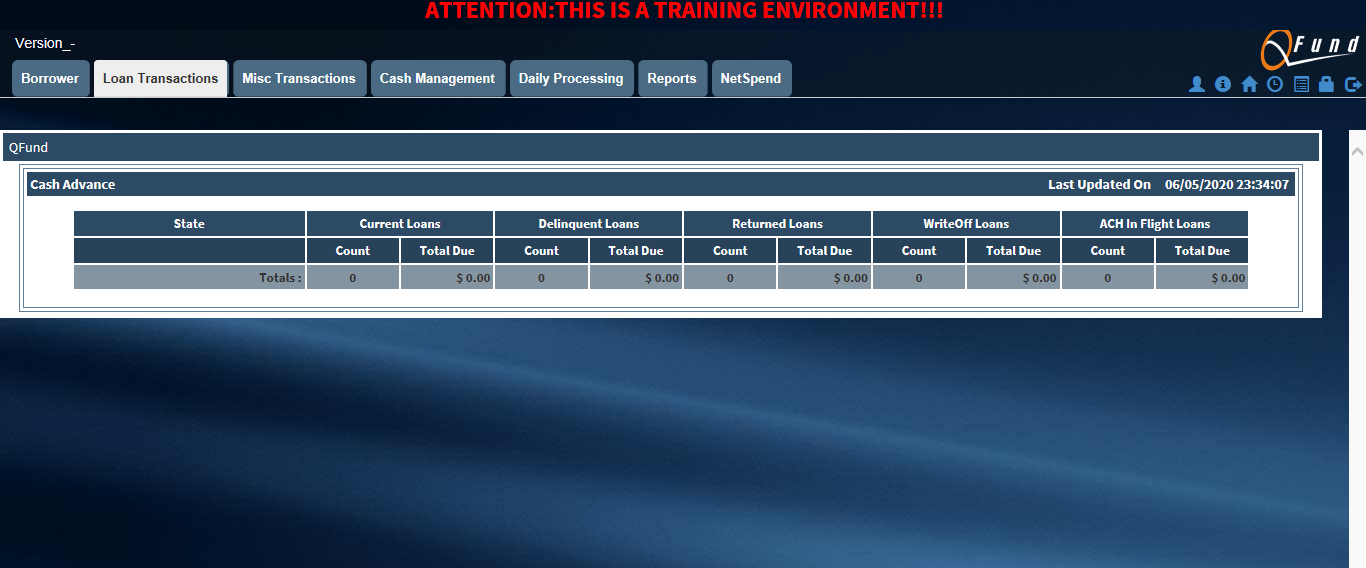 ATTENTION:THIS IS A TRAINING ENVIRONMENT!!!
Version_-
QFund
Borrower Loan Transactions Misc Transactions Cash Management Daily Processing Reports NetSpend
QFund
Cash Advance Last Updated On 06/05/2020 23:34:07
State Current Loans Delinquent Loans Returned Loans WriteOff Loans ACH In Flight Loans
Count Total Due Count Total Due Count Total Due Count Total Due Count Total Due
Totals : 0 $ 0.00 0 $ 0.00 0 $ 0.00 0 $ 0.00 0 $ 0.00